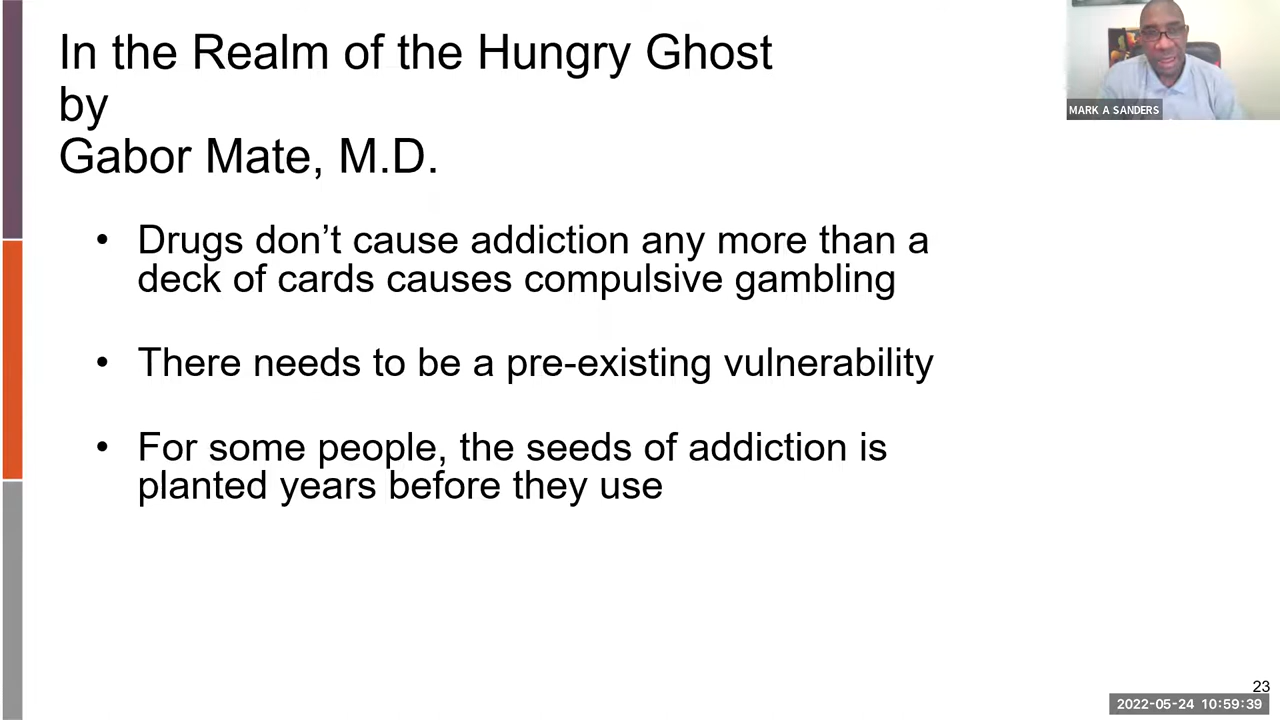 In the Realm of the Hungry Ghost
by
Gabor Mate, M.D.
MARK A SANDERS
• Drugs don’t cause addiction any more than a
deck of cards causes compulsive gambling
• There needs to be a pre-existing vulnerability
• For some people, the seeds of addiction is
planted years before they use
23
2022-05-24 10:59:39